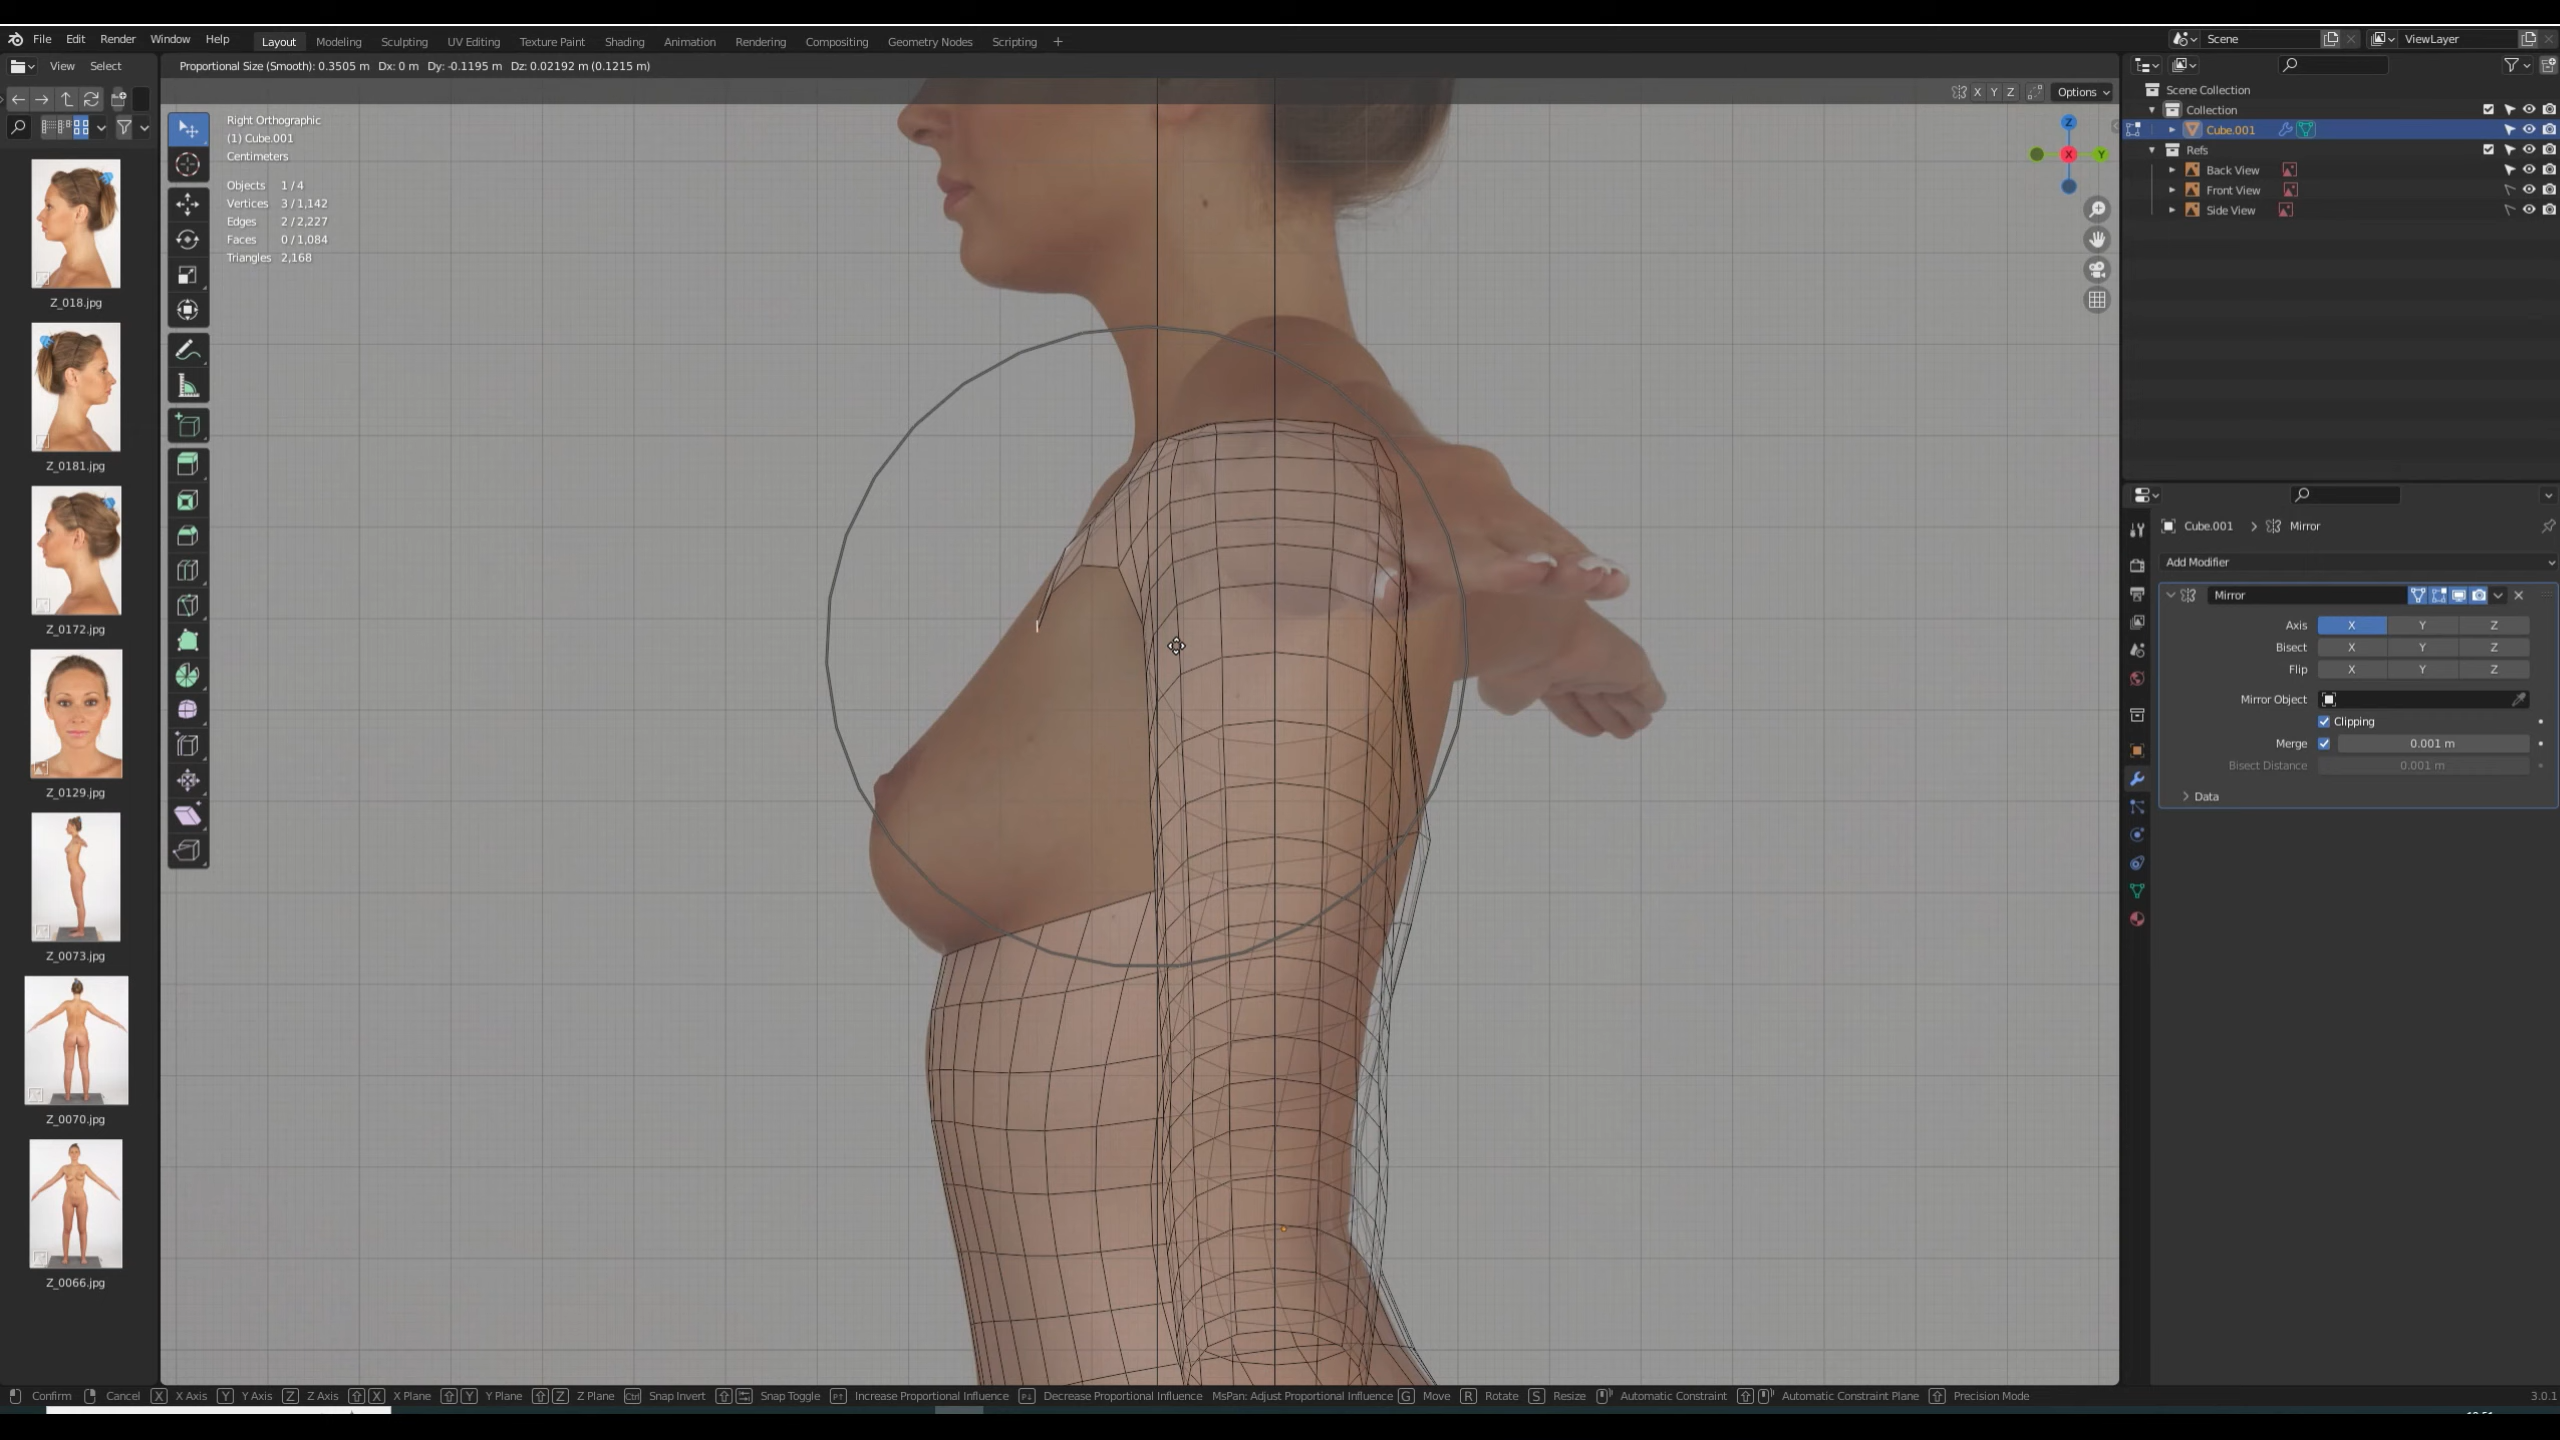 File Edit Render Window Help
Layout Modeling Sculpting UV Editing Texture Paint Shading Animation Rendering Compositing Geometry Nodes Scripting +
Scene
ViewLayer
View Select
Proportional Size (Smooth): 0.3505 m Dx: 0 m Dy: -0.1195 m Dz: 0.02192 m (0.1215 m)
X Y Z Options
Right Orthographic
(1) Cube.001
Centimeters
Objects 1 / 4
Vertices 3 / 1,142
Edges 2 / 2,227
Faces 0 / 1,084
Triangles 2,168
Z
X
Y
Z_018.jpg
Z_0181.jpg
Z_0172.jpg
Z_0129.jpg
Z_0073.jpg
Z_0070.jpg
Z_0066.jpg
Scene Collection
Collection
Cube.001
Refs
Back View
Front View
Side View
Cube.001 > Mirror
Add Modifier
Mirror
Axis X Y Z
Bisect X Y Z
Flip X Y Z
Mirror Object
Clipping
Merge 0.001 m
Bisect Distance 0.001 m
Data
Confirm Cancel X X Axis Y Y Axis Z Z Axis X X Plane Y Y Plane Z Z Plane Ctrl Snap Invert Snap Toggle Increase Proportional Influence Decrease Proportional Influence MsPan: Adjust Proportional Influence G Move R Rotate S Resize Automatic Constraint Automatic Constraint Plane Precision Mode
3.0.1